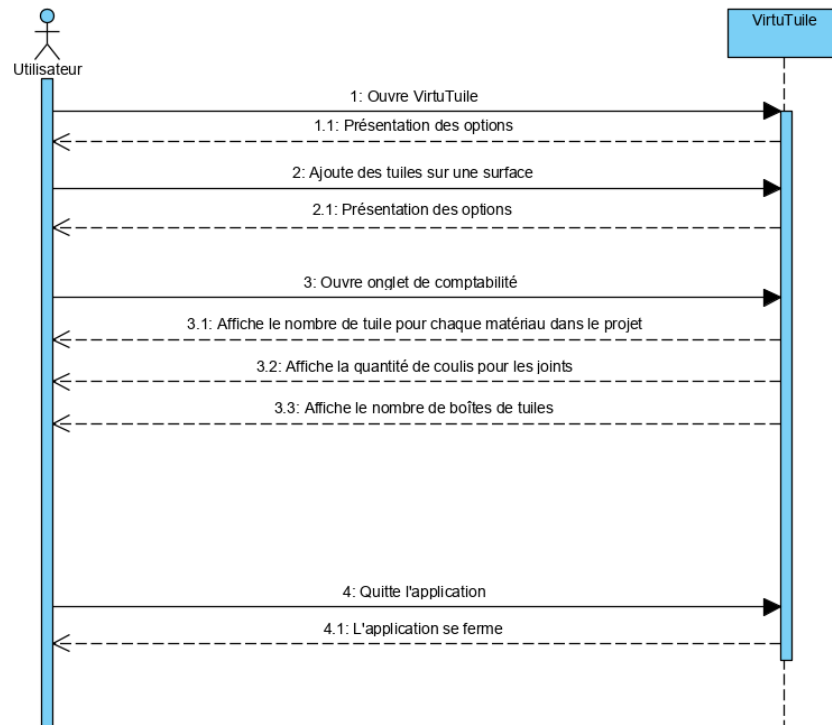 VirtuTuile
Utilisateur
1: Ouvre VirtuTuile
1.1: Présentation des options
2: Ajoute des tuiles sur une surface
2.1: Présentation des options
3: Ouvre onglet de comptabilité
3.1: Affiche le nombre de tuile pour chaque matériau dans le projet
3.2: Affiche la quantité de coulis pour les joints
3.3: Affiche le nombre de boîtes de tuiles
4: Quitte l'application
4.1: L'application se ferme